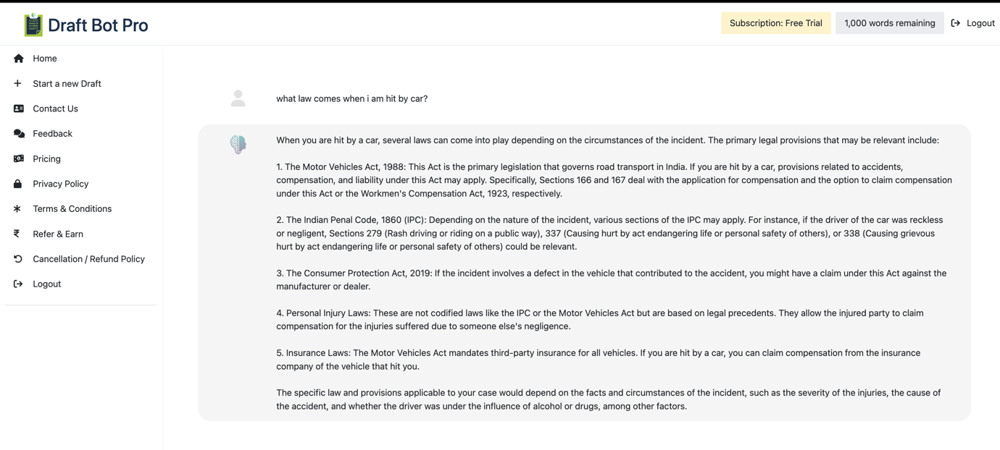 Draft Bot Pro
Subscription: Free Trial
1,000 words remaining
Logout
Home
Start a new Draft
Contact Us
Feedback
Pricing
Privacy Policy
Terms & Conditions
Refer & Earn
Cancellation / Refund Policy
Logout
what law comes when i am hit by car?
When you are hit by a car, several laws can come into play depending on the circumstances of the incident. The primary legal provisions that may be relevant include:
1. The Motor Vehicles Act, 1988: This Act is the primary legislation that governs road transport in India. If you are hit by a car, provisions related to accidents,
compensation, and liability under this Act may apply. Specifically, Sections 166 and 167 deal with the application for compensation and the option to claim compensation
under this Act or the Workmen's Compensation Act, 1923, respectively.
2. The Indian Penal Code, 1860 (IPC): Depending on the nature of the incident, various sections of the IPC may apply. For instance, if the driver of the car was reckless
or negligent, Sections 279 (Rash driving or riding on a public way), 337 (Causing hurt by act endangering life or personal safety of others), or 338 (Causing grievous
hurt by act endangering life or personal safety of others) could be relevant.
3. The Consumer Protection Act, 2019: If the incident involves a defect in the vehicle that contributed to the accident, you might have a claim under this Act against the
manufacturer or dealer.
4. Personal Injury Laws: These are not codified laws like the IPC or the Motor Vehicles Act but are based on legal precedents. They allow the injured party to claim
compensation for the injuries suffered due to someone else's negligence.
5. Insurance Laws: The Motor Vehicles Act mandates third-party insurance for all vehicles. If you are hit by a car, you can claim compensation from the insurance
company of the vehicle that hit you.
The specific law and provisions applicable to your case would depend on the facts and circumstances of the incident, such as the severity of the injuries, the cause of
the accident, and whether the driver was under the influence of alcohol or drugs, among other factors.